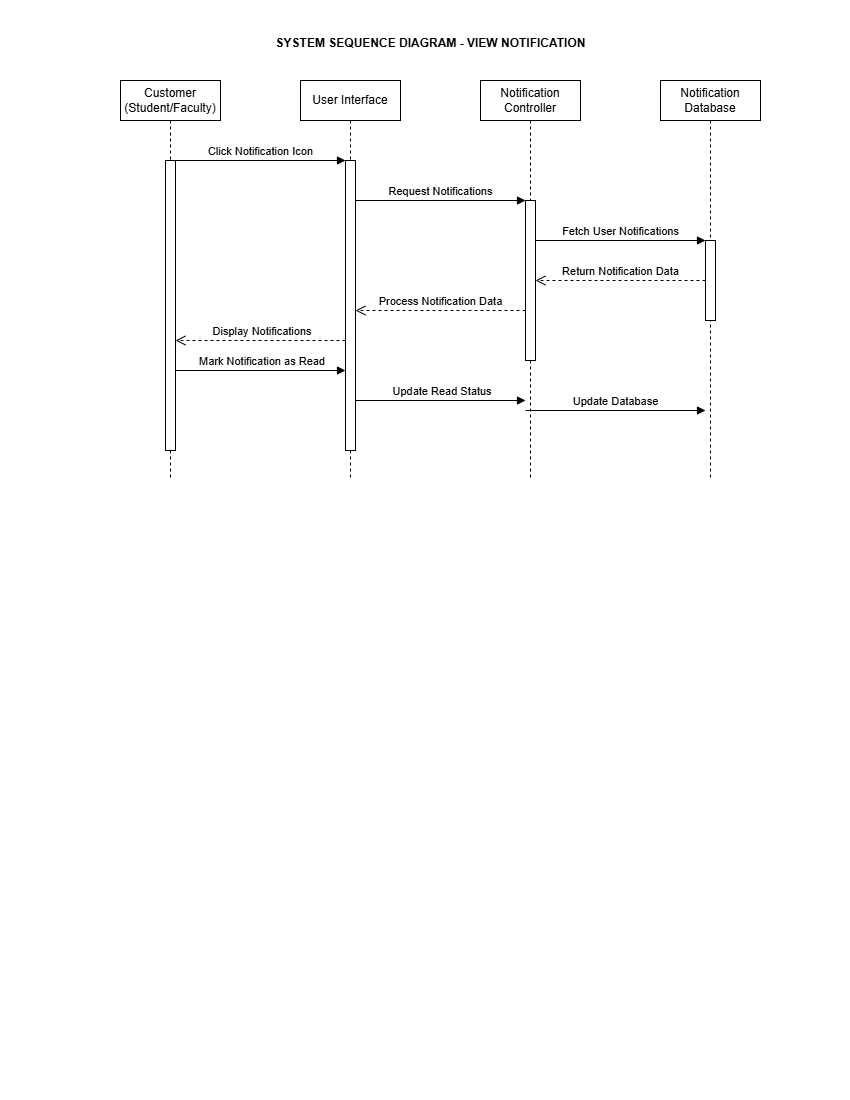 SYSTEM SEQUENCE DIAGRAM - VIEW NOTIFICATION
Customer
(Student/Faculty)
User Interface
Notification
Controller
Notification
Database
Click Notification Icon
Request Notifications
Fetch User Notifications
Return Notification Data
Process Notification Data
Display Notifications
Mark Notification as Read
Update Read Status
Update Database